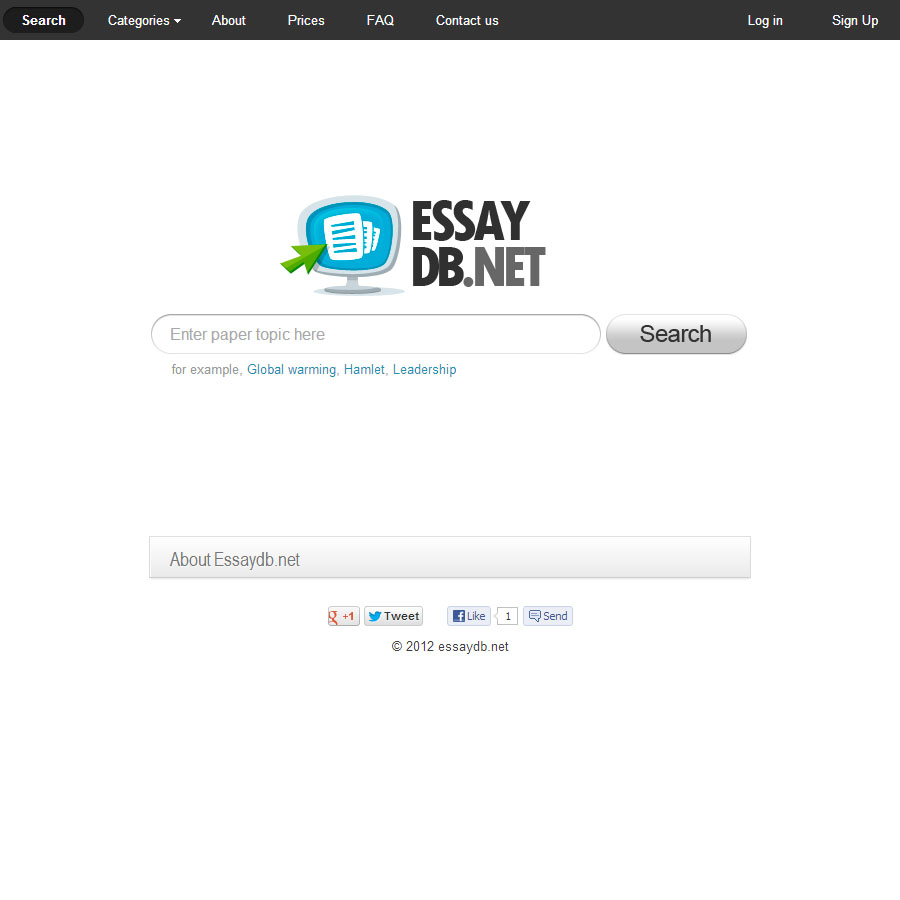 Search Categories About Prices FAQ Contact us Log in Sign Up
ESSAY
DB.NET
Enter paper topic here Search
for example, Global warming, Hamlet, Leadership
About Essaydb.net
g +1 Tweet Like 1 Send
© 2012 essaydb.net